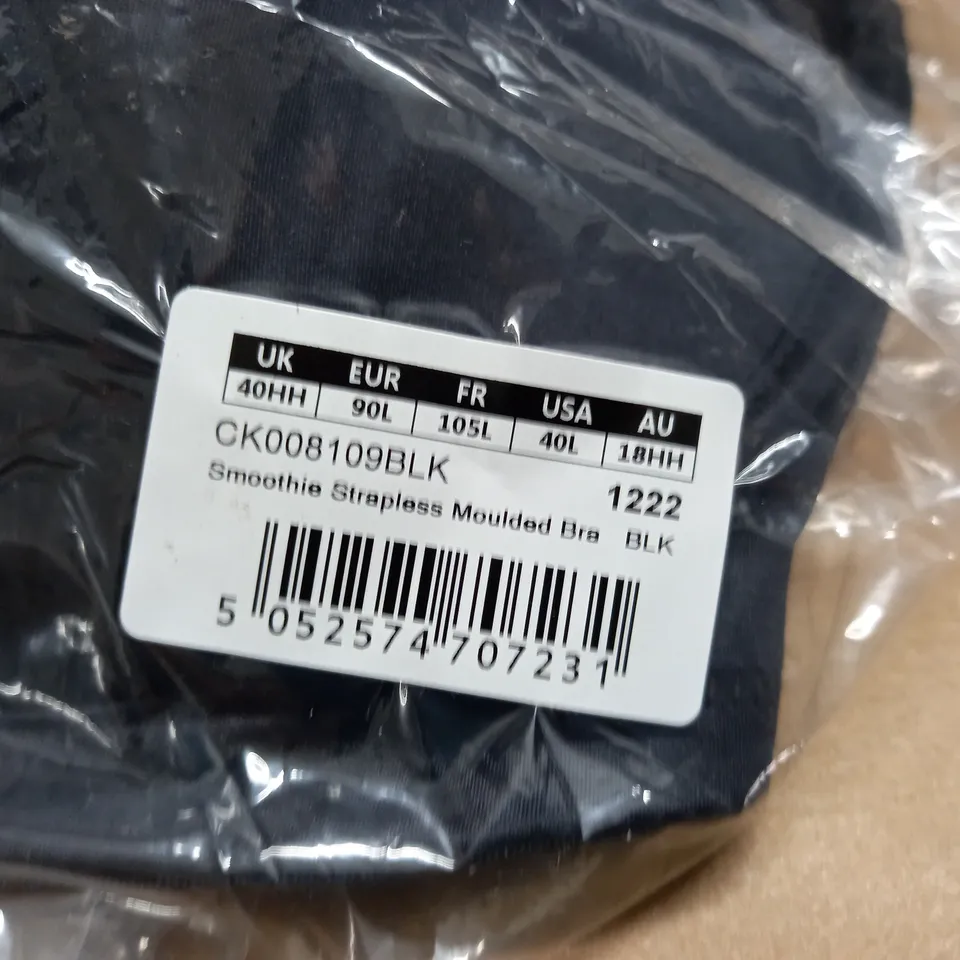 UK EUR FR USA AU
40HH 90L 105L 40L 18HH
CK008109BLK 1222
Smoothie Strapless Moulded Bra BLK
5 052574 707231